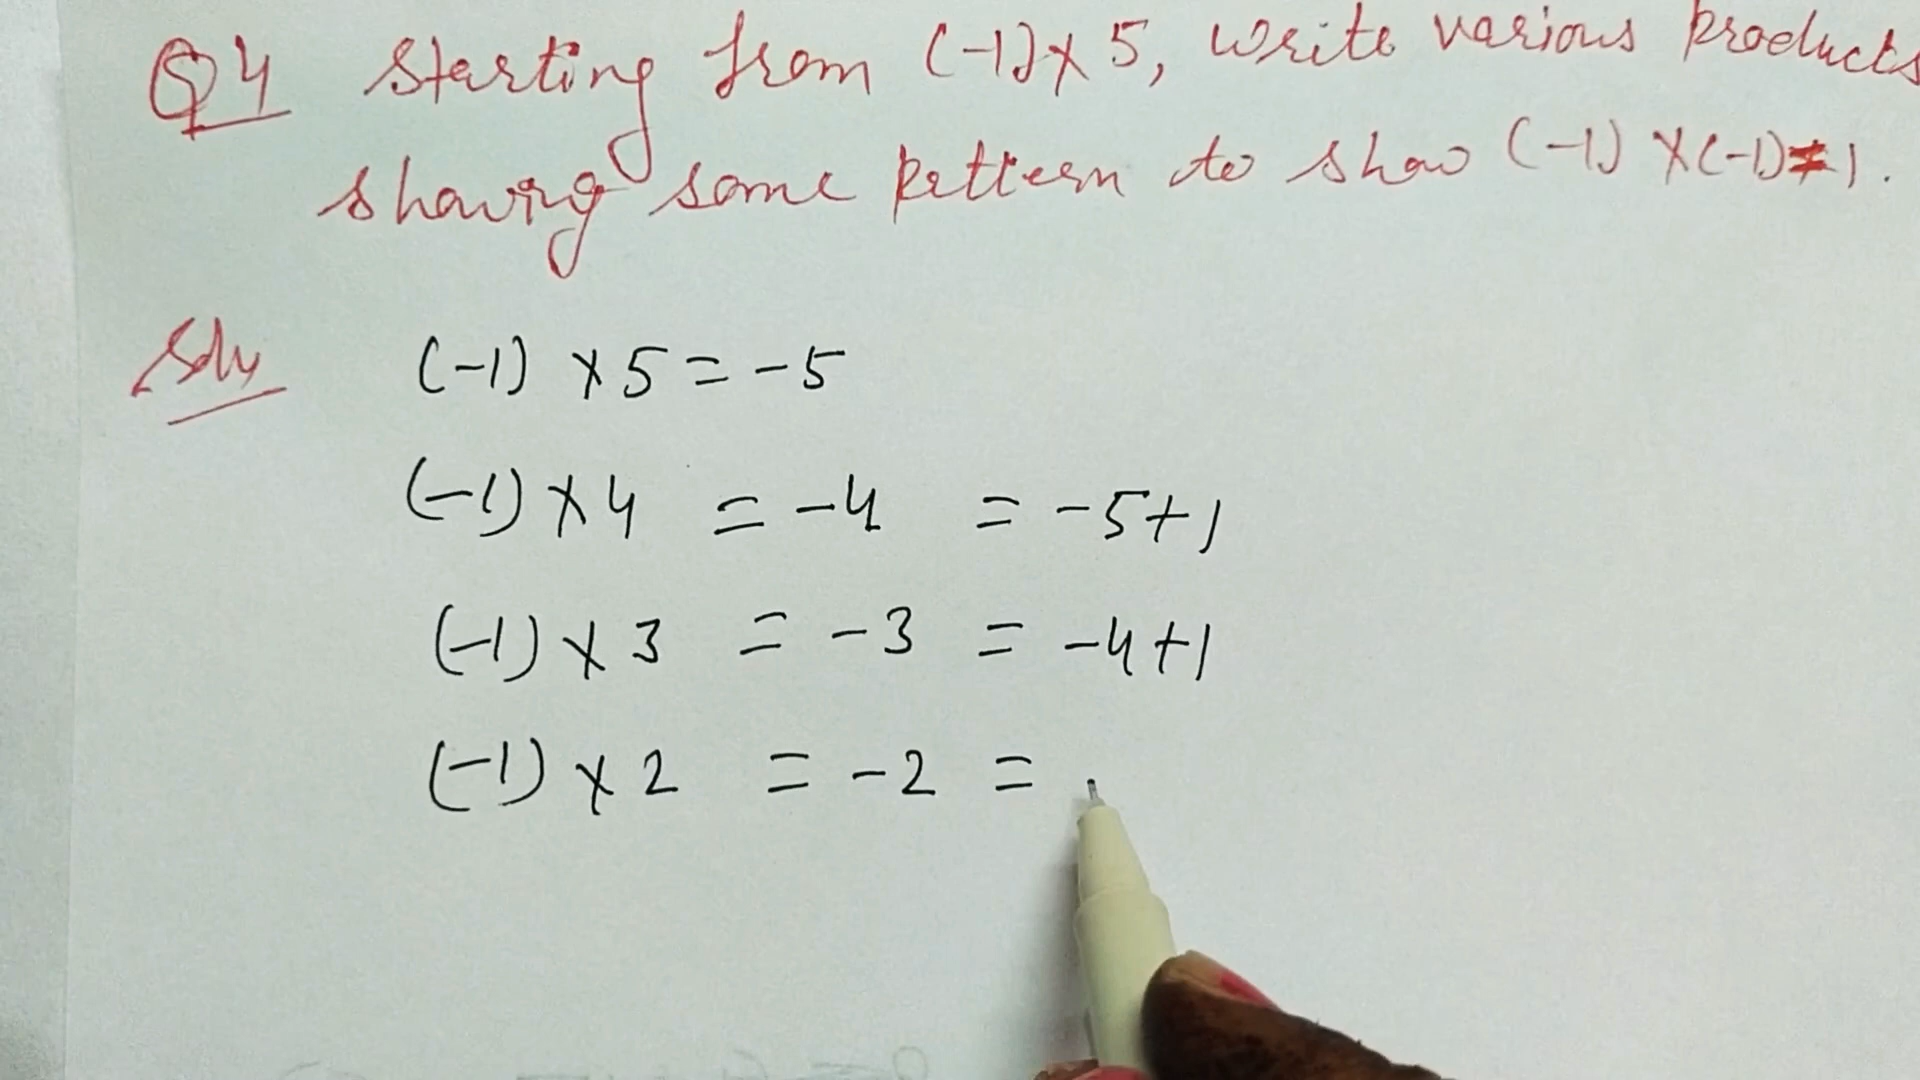 Q4 Starting from (-1)×5, write various products
showing some pattern to show (-1)×(-1)=1.
Soln (-1) × 5 = -5
(-1) × 4 = -4 = -5+1
(-1) × 3 = -3 = -4+1
(-1) × 2 = -2 =